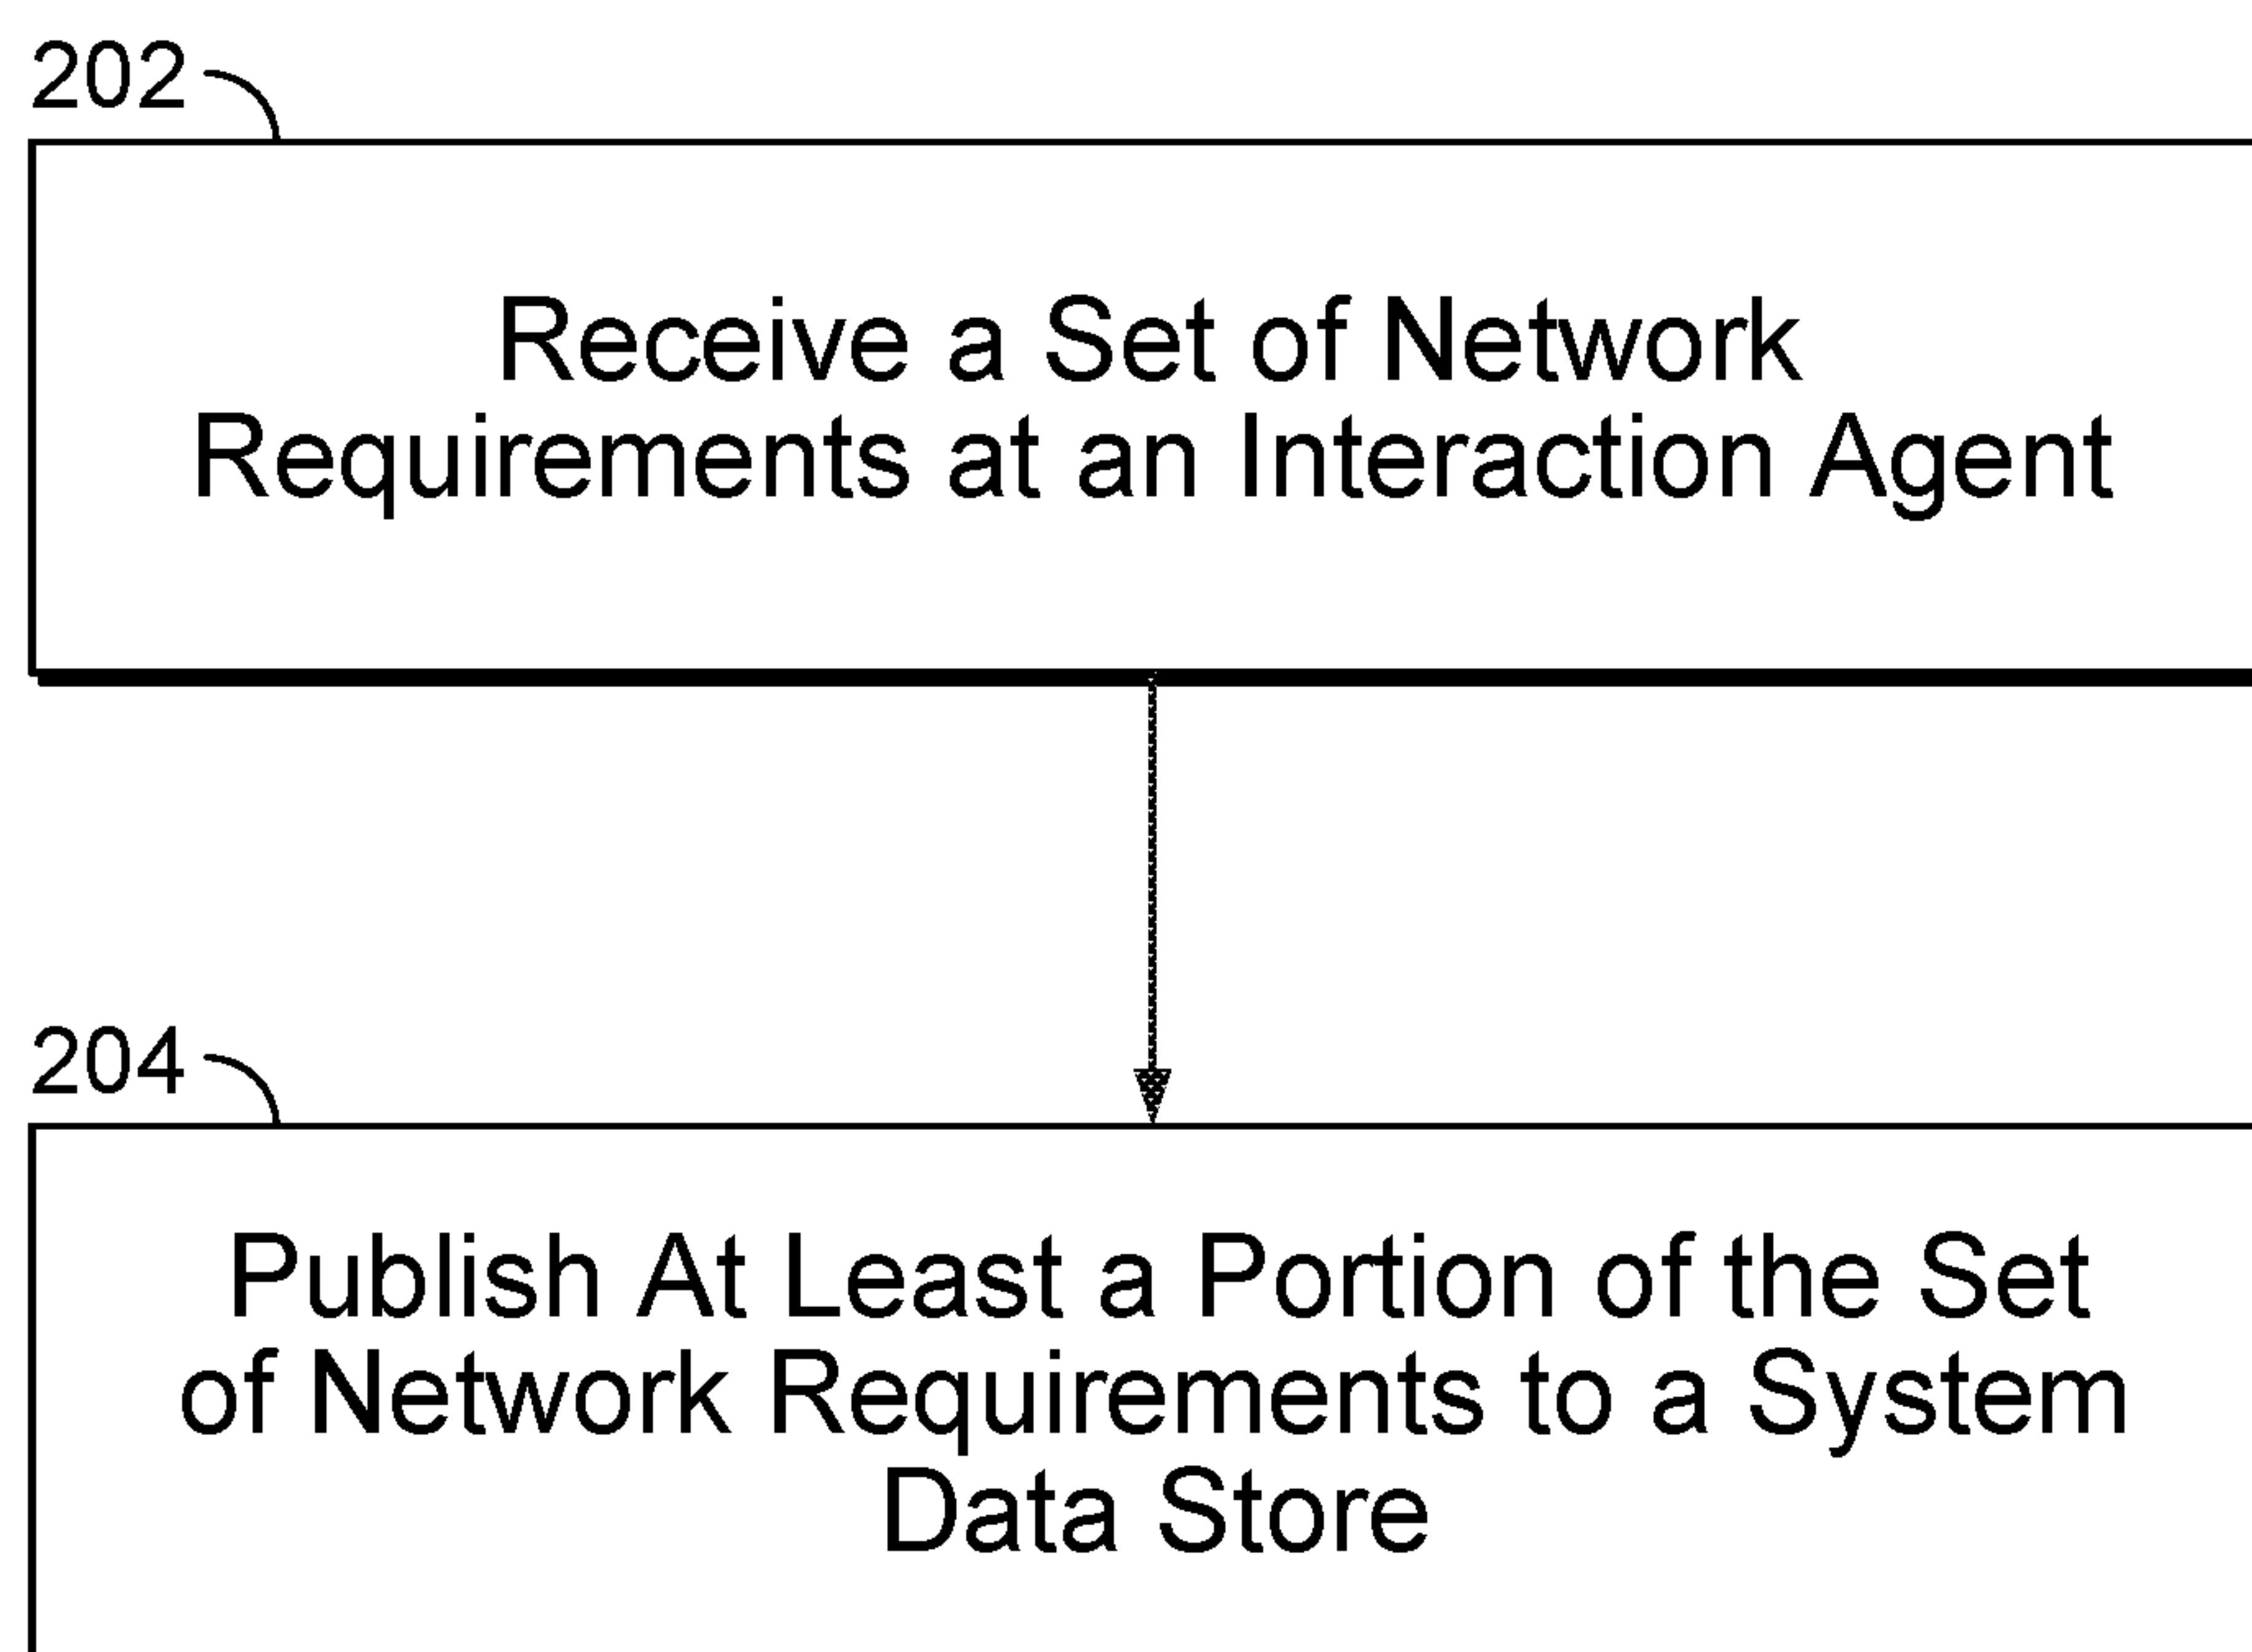 202
Receive a Set of Network
Requirements at an Interaction Agent
204
Publish At Least a Portion of the Set
of Network Requirements to a System
Data Store